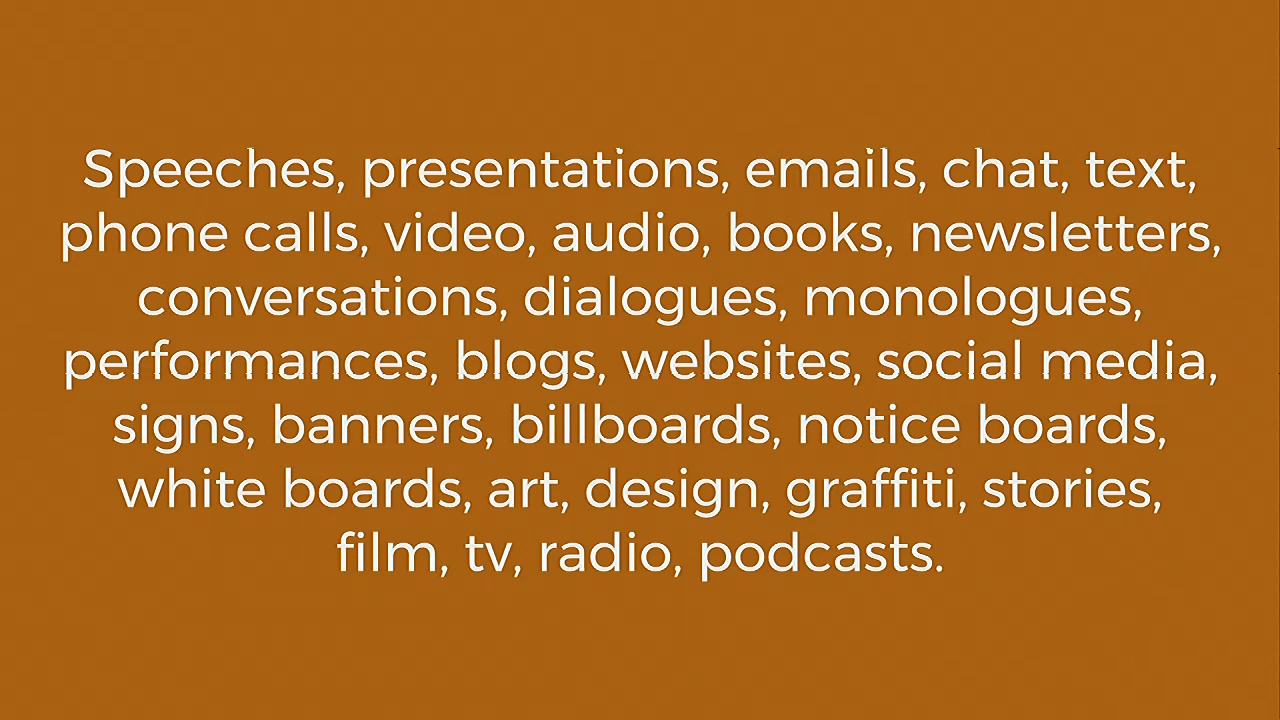 Speeches, presentations, emails, chat, text,
phone calls, video, audio, books, newsletters,
conversations, dialogues, monologues,
performances, blogs, websites, social media,
signs, banners, billboards, notice boards,
white boards, art, design, graffiti, stories,
film, tv, radio, podcasts.